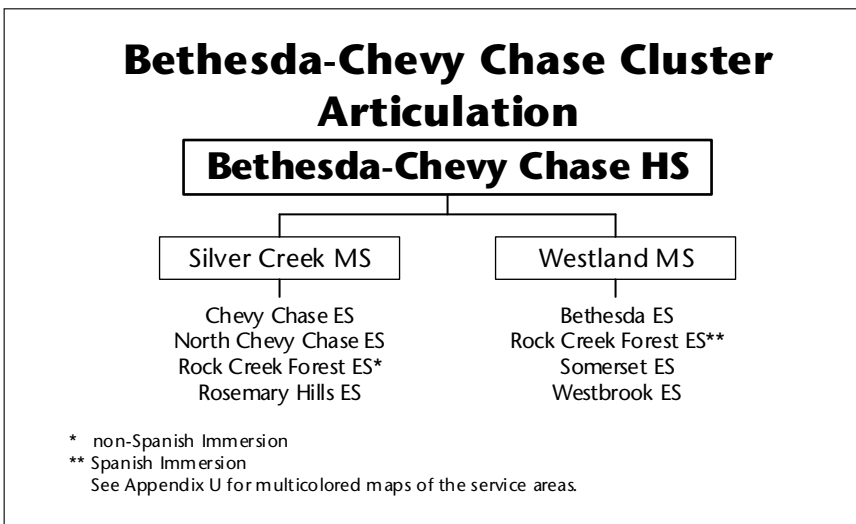 Bethesda-Chevy Chase Cluster
Articulation
Bethesda-Chevy Chase HS
Silver Creek MS
Chevy Chase ES
North Chevy Chase ES
Rock Creek Forest ES*
Rosemary Hills ES
Westland MS
Bethesda ES
Rock Creek Forest ES**
Somerset ES
Westbrook ES
* non-Spanish Immersion
** Spanish Immersion
See Appendix U for multicolored maps of the service areas.